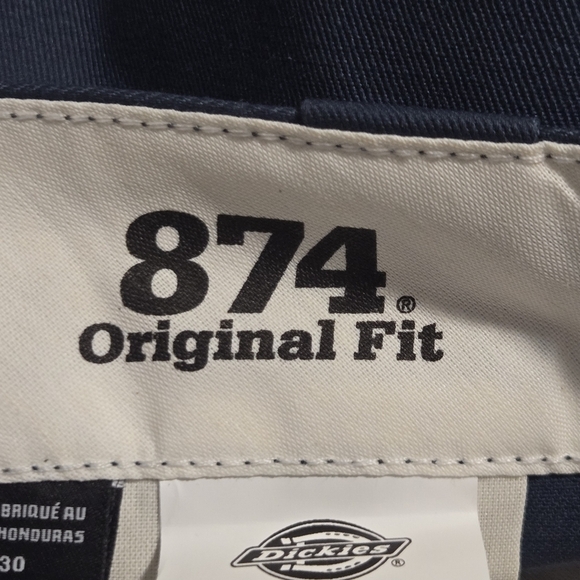 874®
Original Fit
BRIQUÉ AU
HONDURAS
30
Dickies